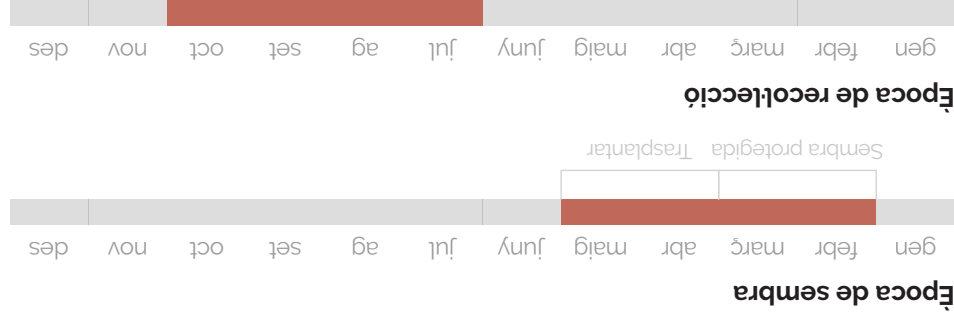 Època de sembra
gen febr març abr maig juny jul ag set oct nov des
Sembra protegida Trasplantar
Època de recol·lecció
gen febr març abr maig juny jul ag set oct nov des